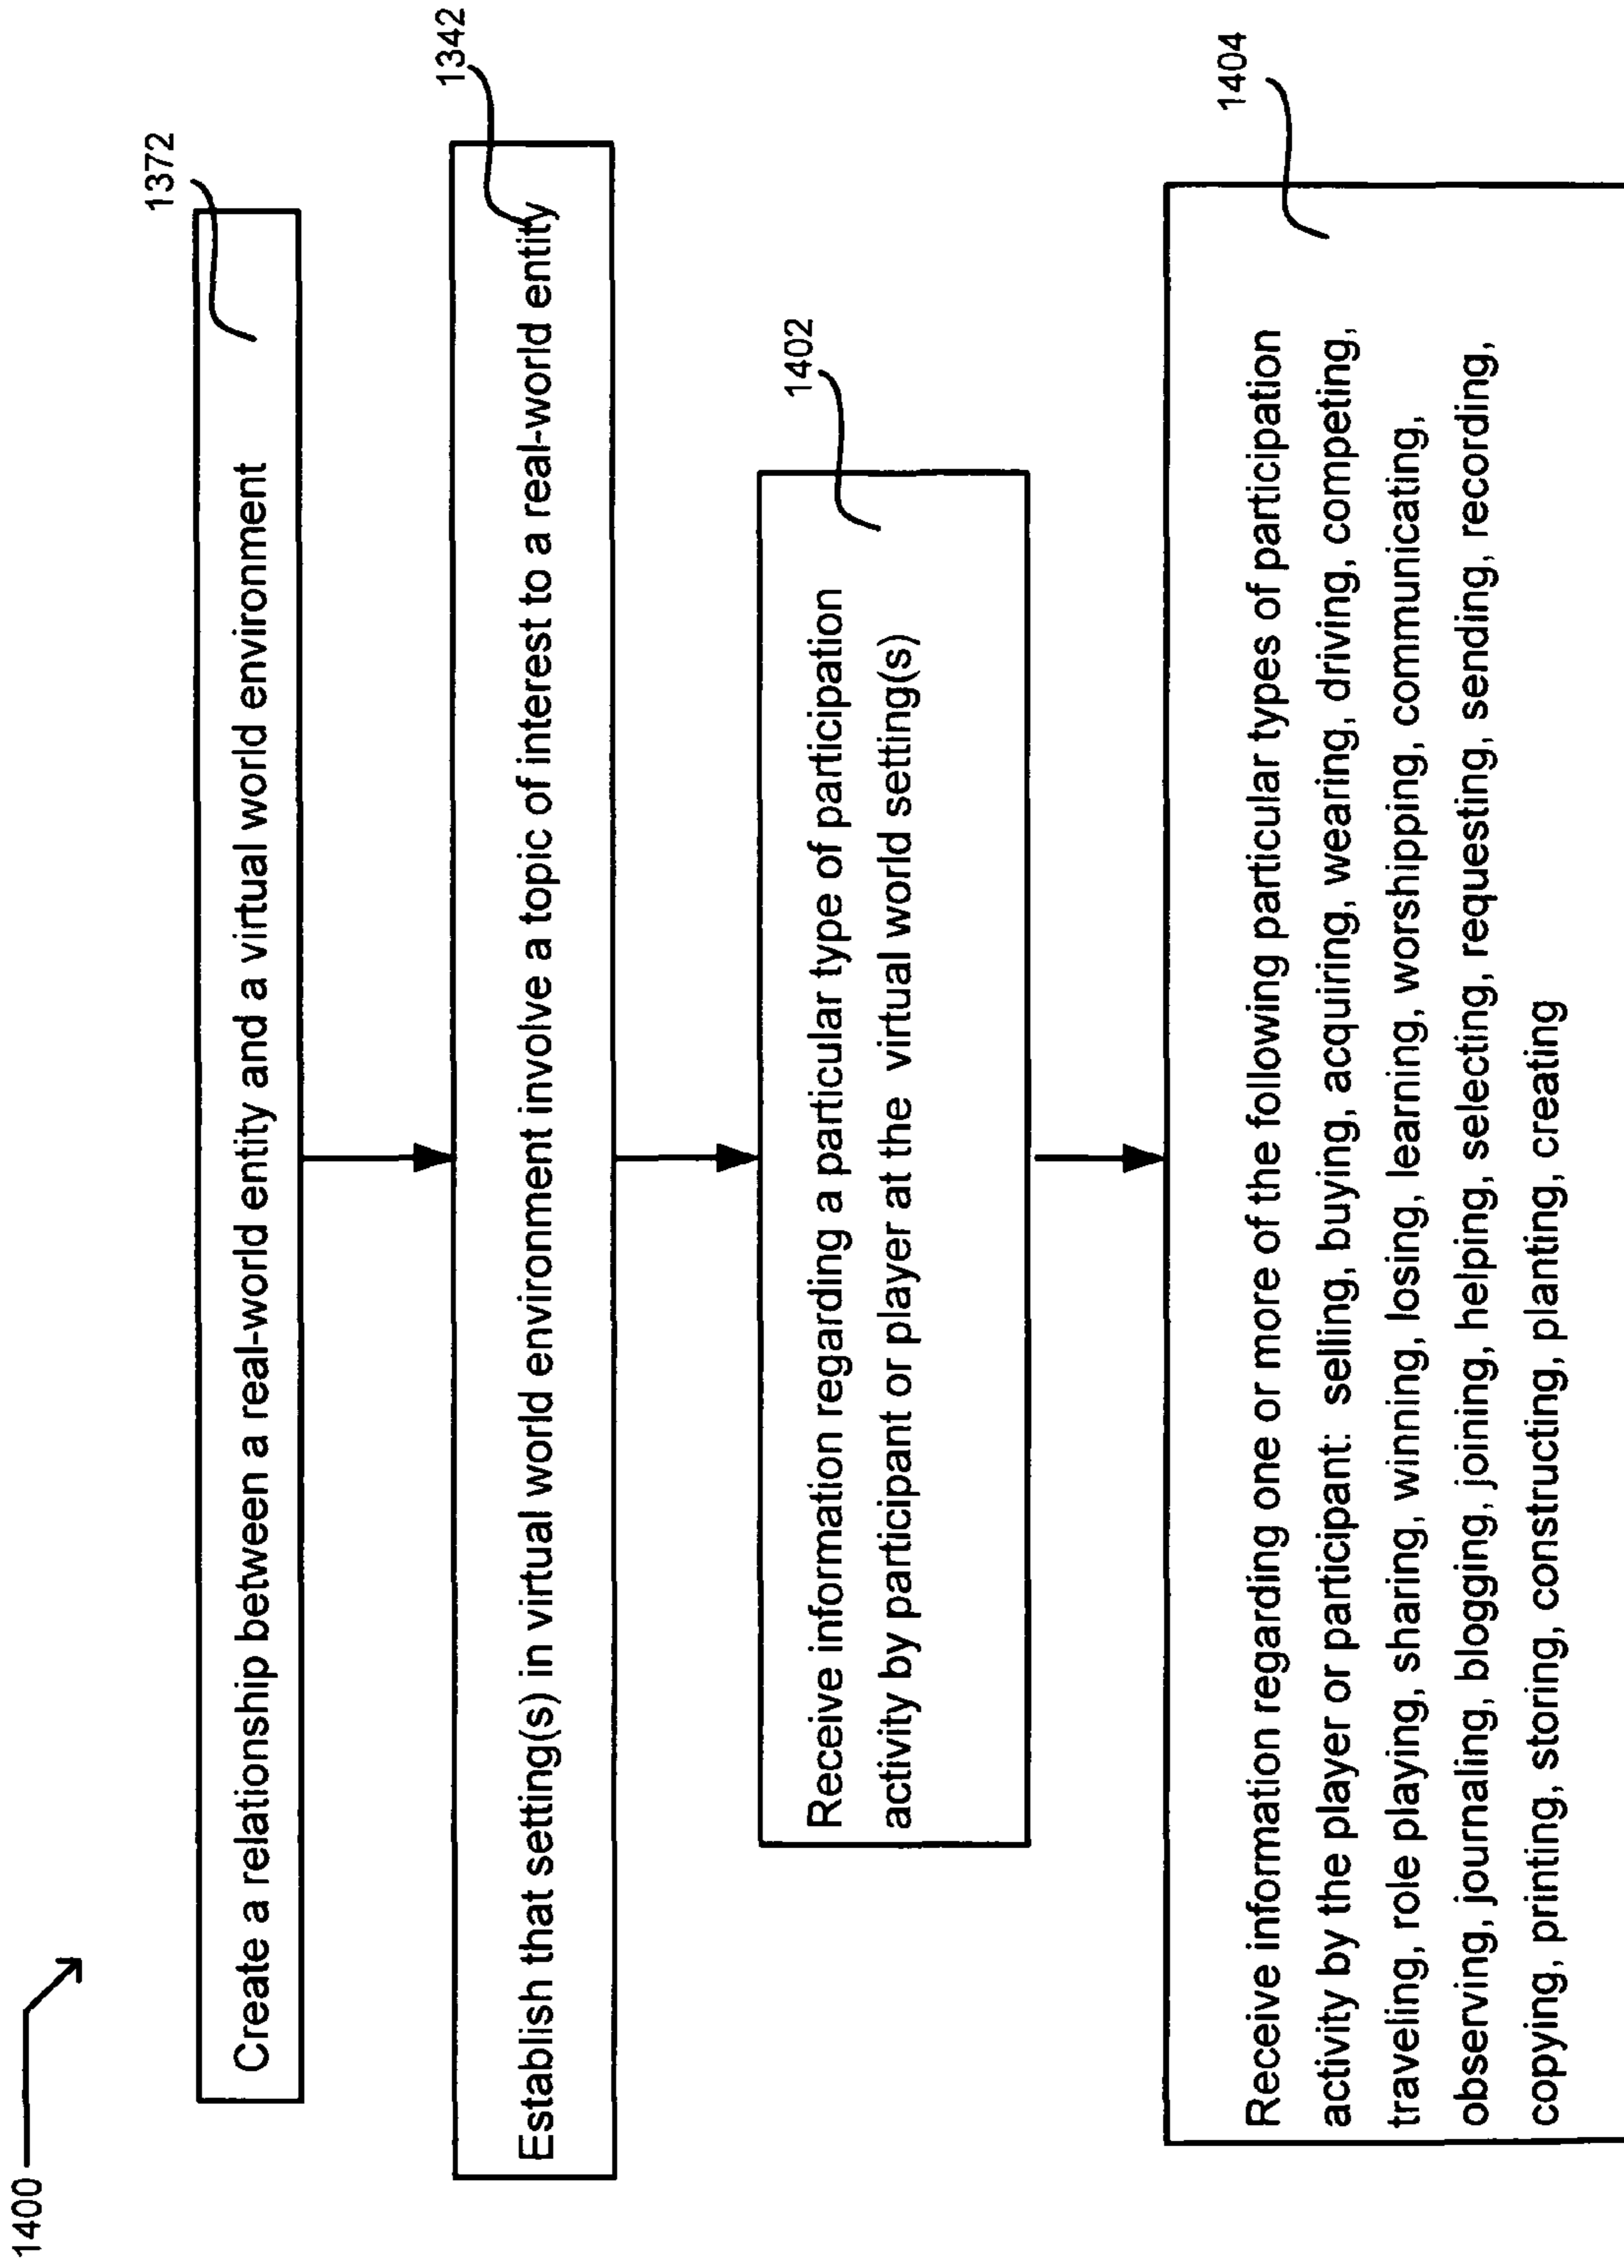 1400
1372
Create a relationship between a real-world entity and a virtual world environment
1342
Establish that setting(s) in virtual world environment involve a topic of interest to a real-world entity
1402
Receive information regarding a particular type of participation
activity by participant or player at the virtual world setting(s)
1404
Receive information regarding one or more of the following particular types of participation
activity by the player or participant: selling, buying, acquiring, wearing, driving, competing,
traveling, role playing, sharing, winning, losing, learning, worshipping, communicating,
observing, journaling, blogging, joining, helping, selecting, requesting, sending, recording,
copying, printing, storing, constructing, planting, creating